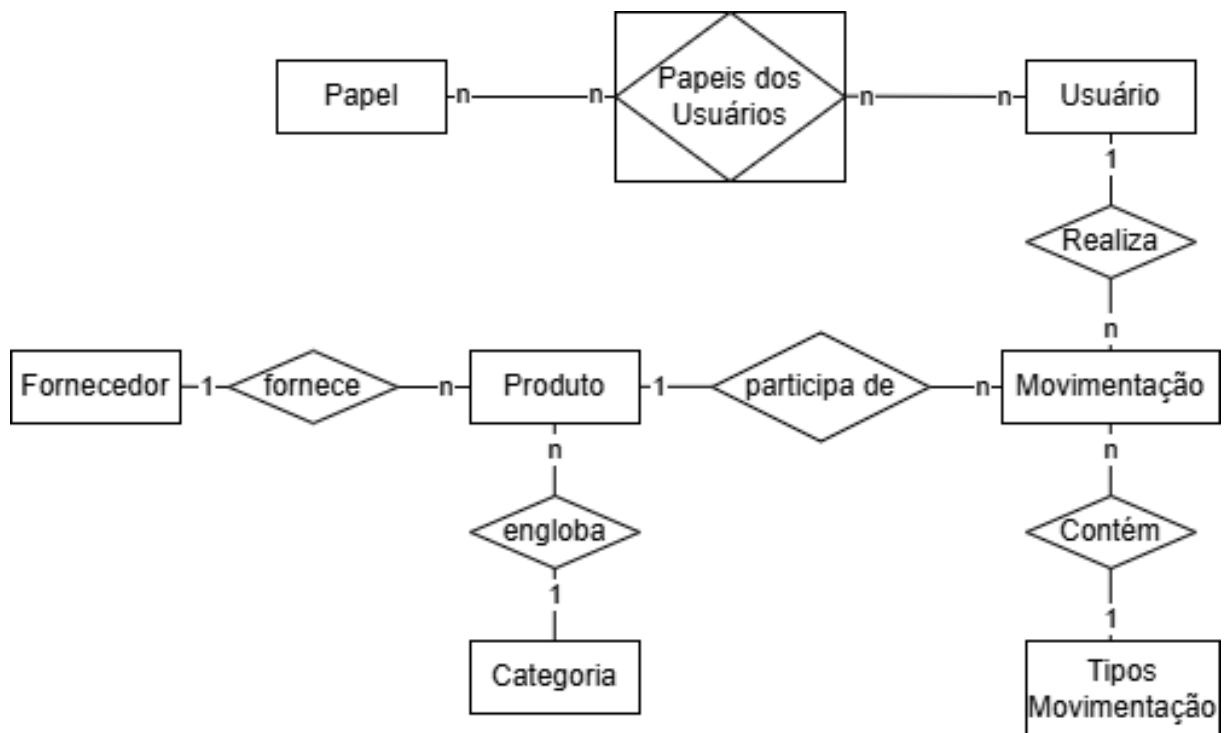 Papel
n
n
Papeis dos
Usuários
n
n
Usuário
1
Realiza
n
Fornecedor
1
fornece
n
Produto
1
participa de
n
Movimentação
n
n
engloba
Contém
1
1
Categoria
Tipos
Movimentação